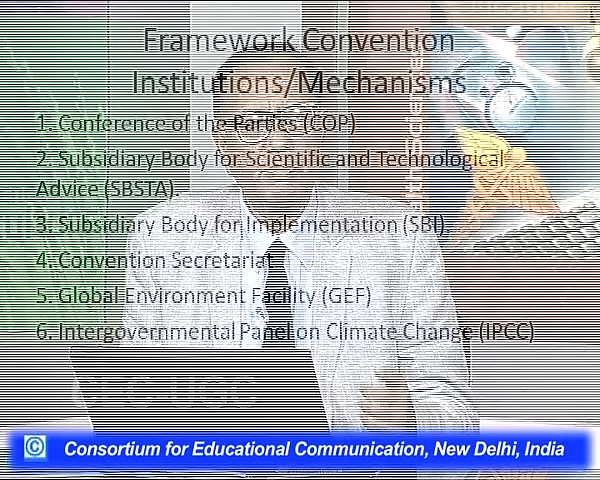 Education
Framework Convention
Institutions/Mechanisms
1. Conference of the Parties (COP)
2. Subsidiary Body for Scientific and Technological
Advice (SBSTA).
3. Subsidiary Body for Implementation (SBI).
4. Convention Secretariat
5. Global Environment Facility (GEF)
6. Intergovernmental Panel on Climate Change (IPCC)
© Consortium for Educational Communication, New Delhi, India